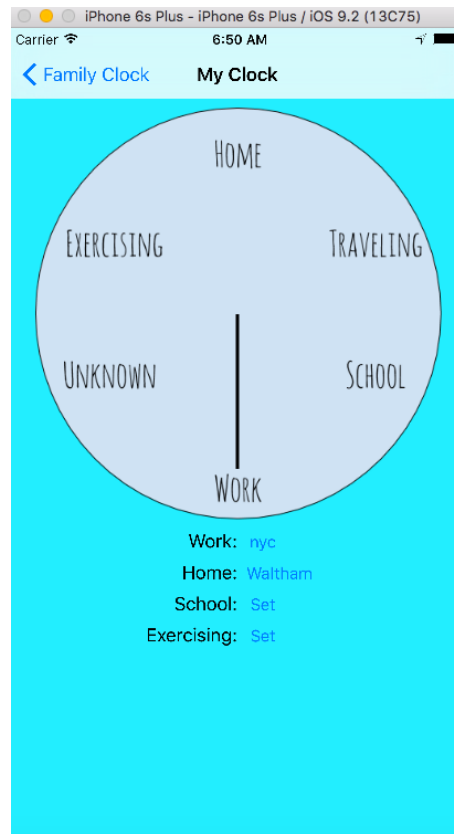 iPhone 6s Plus - iPhone 6s Plus / iOS 9.2 (13C75)
Carrier 6:50 AM
Family Clock My Clock
Home
Exercising Traveling
Unknown School
Work
Work: nyc
Home: Waltham
School: Set
Exercising: Set